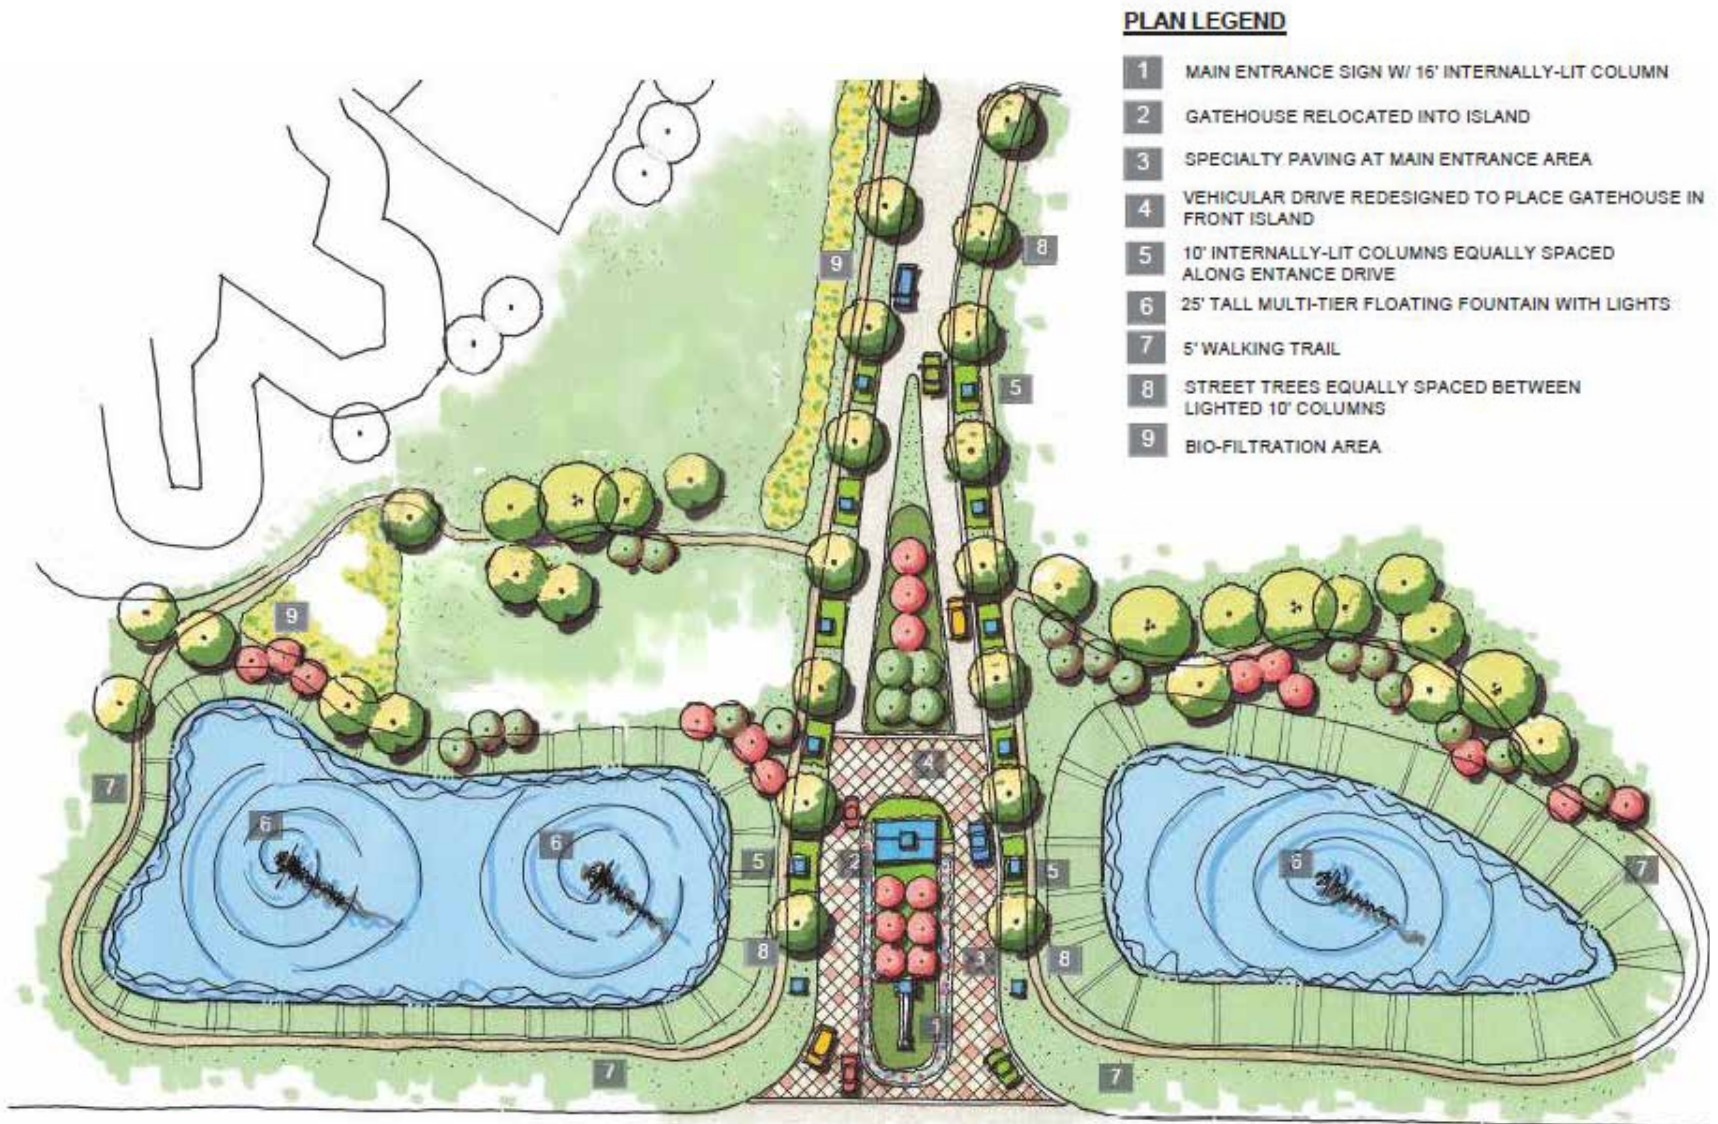 PLAN LEGEND
1 MAIN ENTRANCE SIGN W/ 16' INTERNALLY-LIT COLUMN
2 GATEHOUSE RELOCATED INTO ISLAND
3 SPECIALTY PAVING AT MAIN ENTRANCE AREA
4 VEHICULAR DRIVE REDESIGNED TO PLACE GATEHOUSE IN
FRONT ISLAND
5 10' INTERNALLY-LIT COLUMNS EQUALLY SPACED
ALONG ENTANCE DRIVE
6 25' TALL MULTI-TIER FLOATING FOUNTAIN WITH LIGHTS
7 5' WALKING TRAIL
8 STREET TREES EQUALLY SPACED BETWEEN
LIGHTED 10' COLUMNS
9 BIO-FILTRATION AREA
8
9
5
9
4
7
6
6
5
2
5
6
7
8
3
8
1
7
7